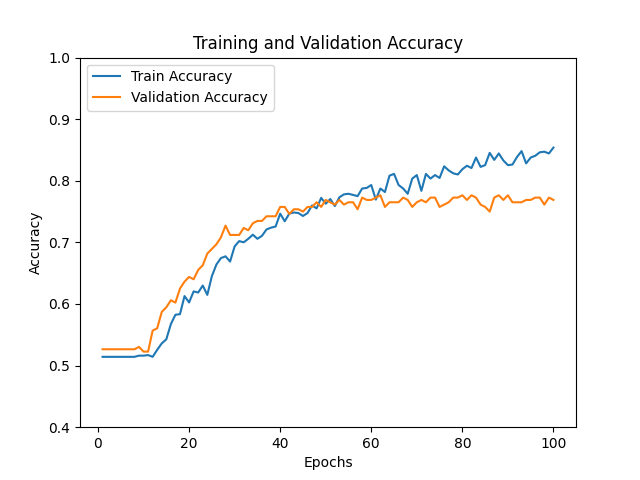 Training and Validation Accuracy
Train Accuracy
Validation Accuracy
1.0
0.9
0.8
0.7
0.6
0.5
0.4
Accuracy
0 20 40 60 80 100
Epochs